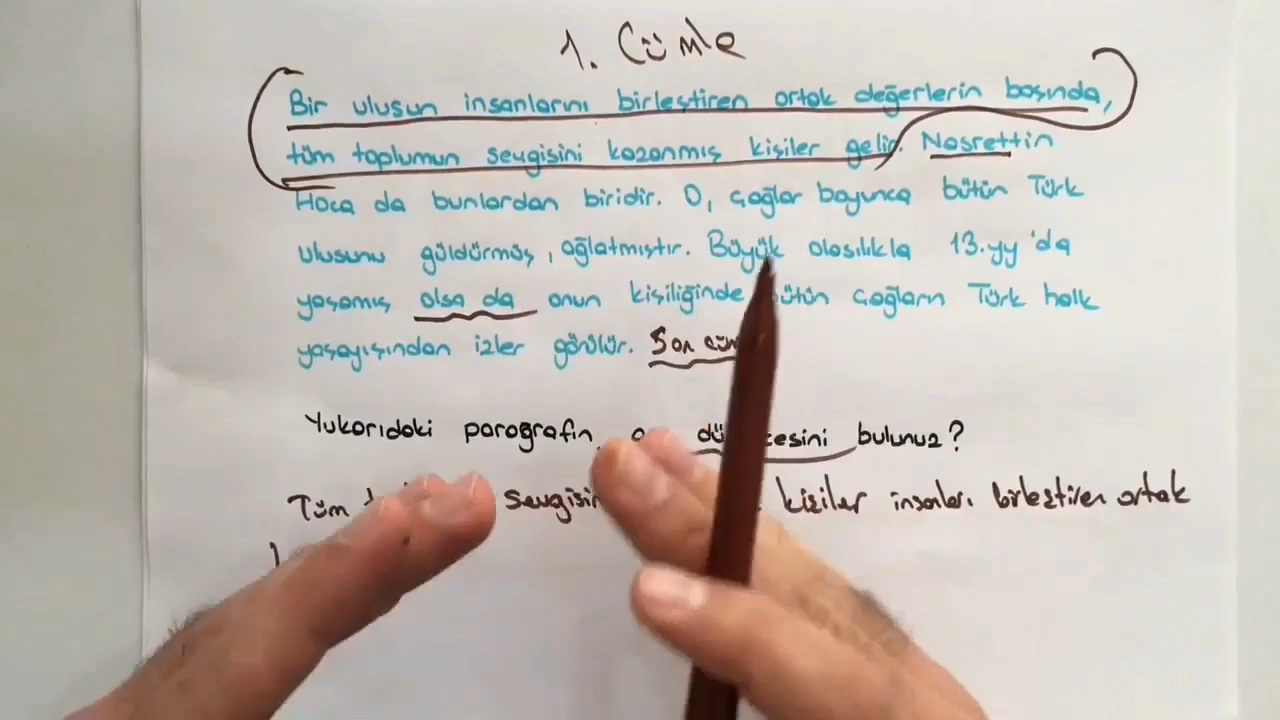 1. Cümle
Bir ulusun insanlarını birleştiren ortak değerlerin başında,
tüm toplumun sevgisini kazanmış kişiler gelir. Nasrettin
Hoca da bunlardan biridir. O, çağlar boyunca bütün Türk
ulusunu güldürmüş, ağlatmıştır. Büyük olasılıkla 13.yy'da
yaşamış olsa da onun kişiliğinde bütün çağların Türk halk
yaşayışından izler görülür. Son
Yukarıdaki paragrafın bulunuz?
Tüm kişiler insanları birleştiren ortak